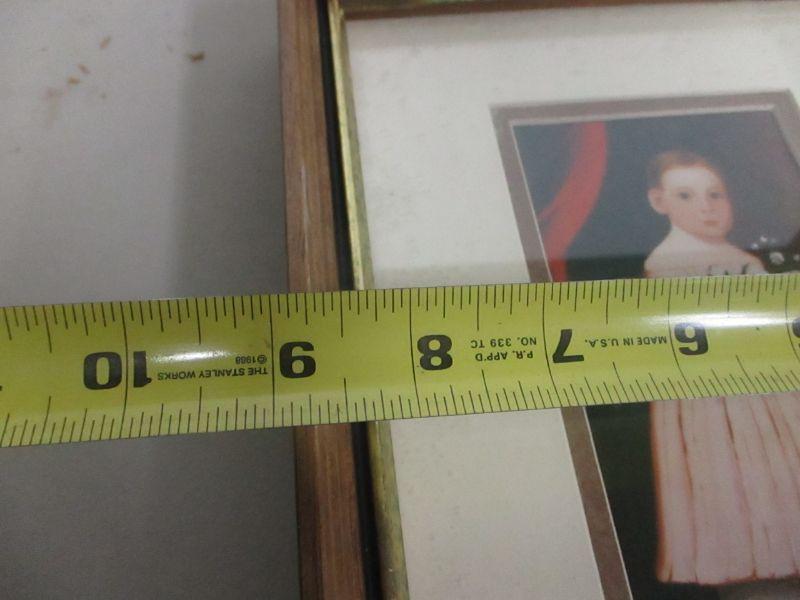 10 9 8 7 6
THE STANLEY WORKS ©1988
P.R. APP'D
NO. 339 TC
MADE IN U.S.A.